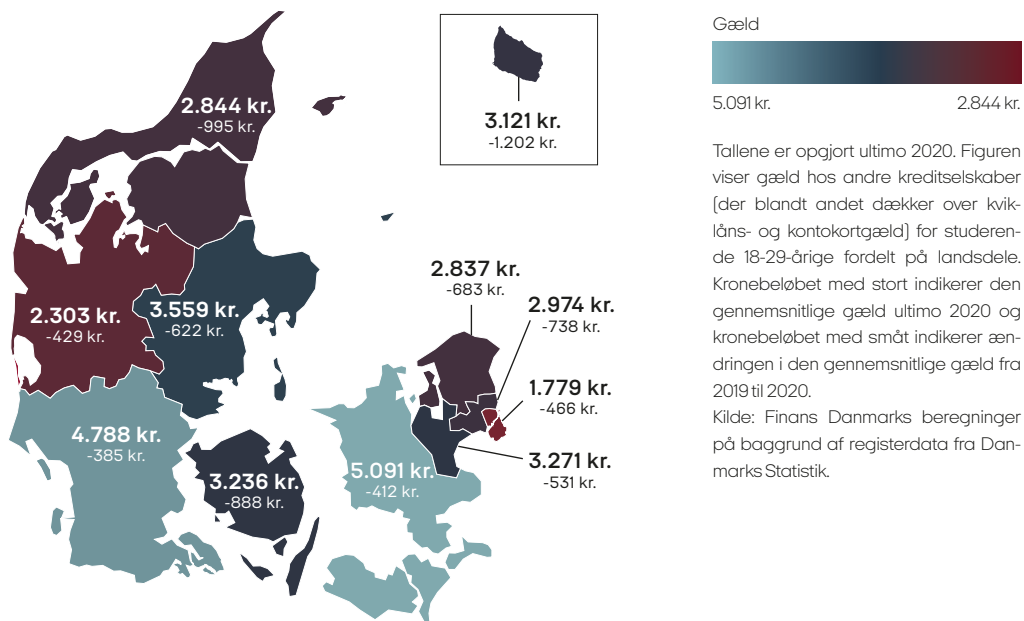 2.844 kr.
-995 kr.
3.121 kr.
-1.202 kr.
2.303 kr.
-429 kr.
3.559 kr.
-622 kr.
2.837 kr.
-683 kr.
2.974 kr.
-738 kr.
1.779 kr.
-466 kr.
3.271 kr.
-531 kr.
4.788 kr.
-385 kr.
3.236 kr.
-888 kr.
5.091 kr.
-412 kr.
Gæld
5.091 kr. 2.844 kr.
Tallene er opgjort ultimo 2020. Figuren
viser gæld hos andre kreditselskaber
(der blandt andet dækker over kvik-
låns- og kontokortgæld) for studeren-
de 18-29-årige fordelt på landsdele.
Kronebeløbet med stort indikerer den
gennemsnitlige gæld ultimo 2020 og
kronebeløbet med småt indikerer æn-
dringen i den gennemsnitlige gæld fra
2019 til 2020.
Kilde: Finans Danmarks beregninger
på baggrund af registerdata fra Dan-
marks Statistik.